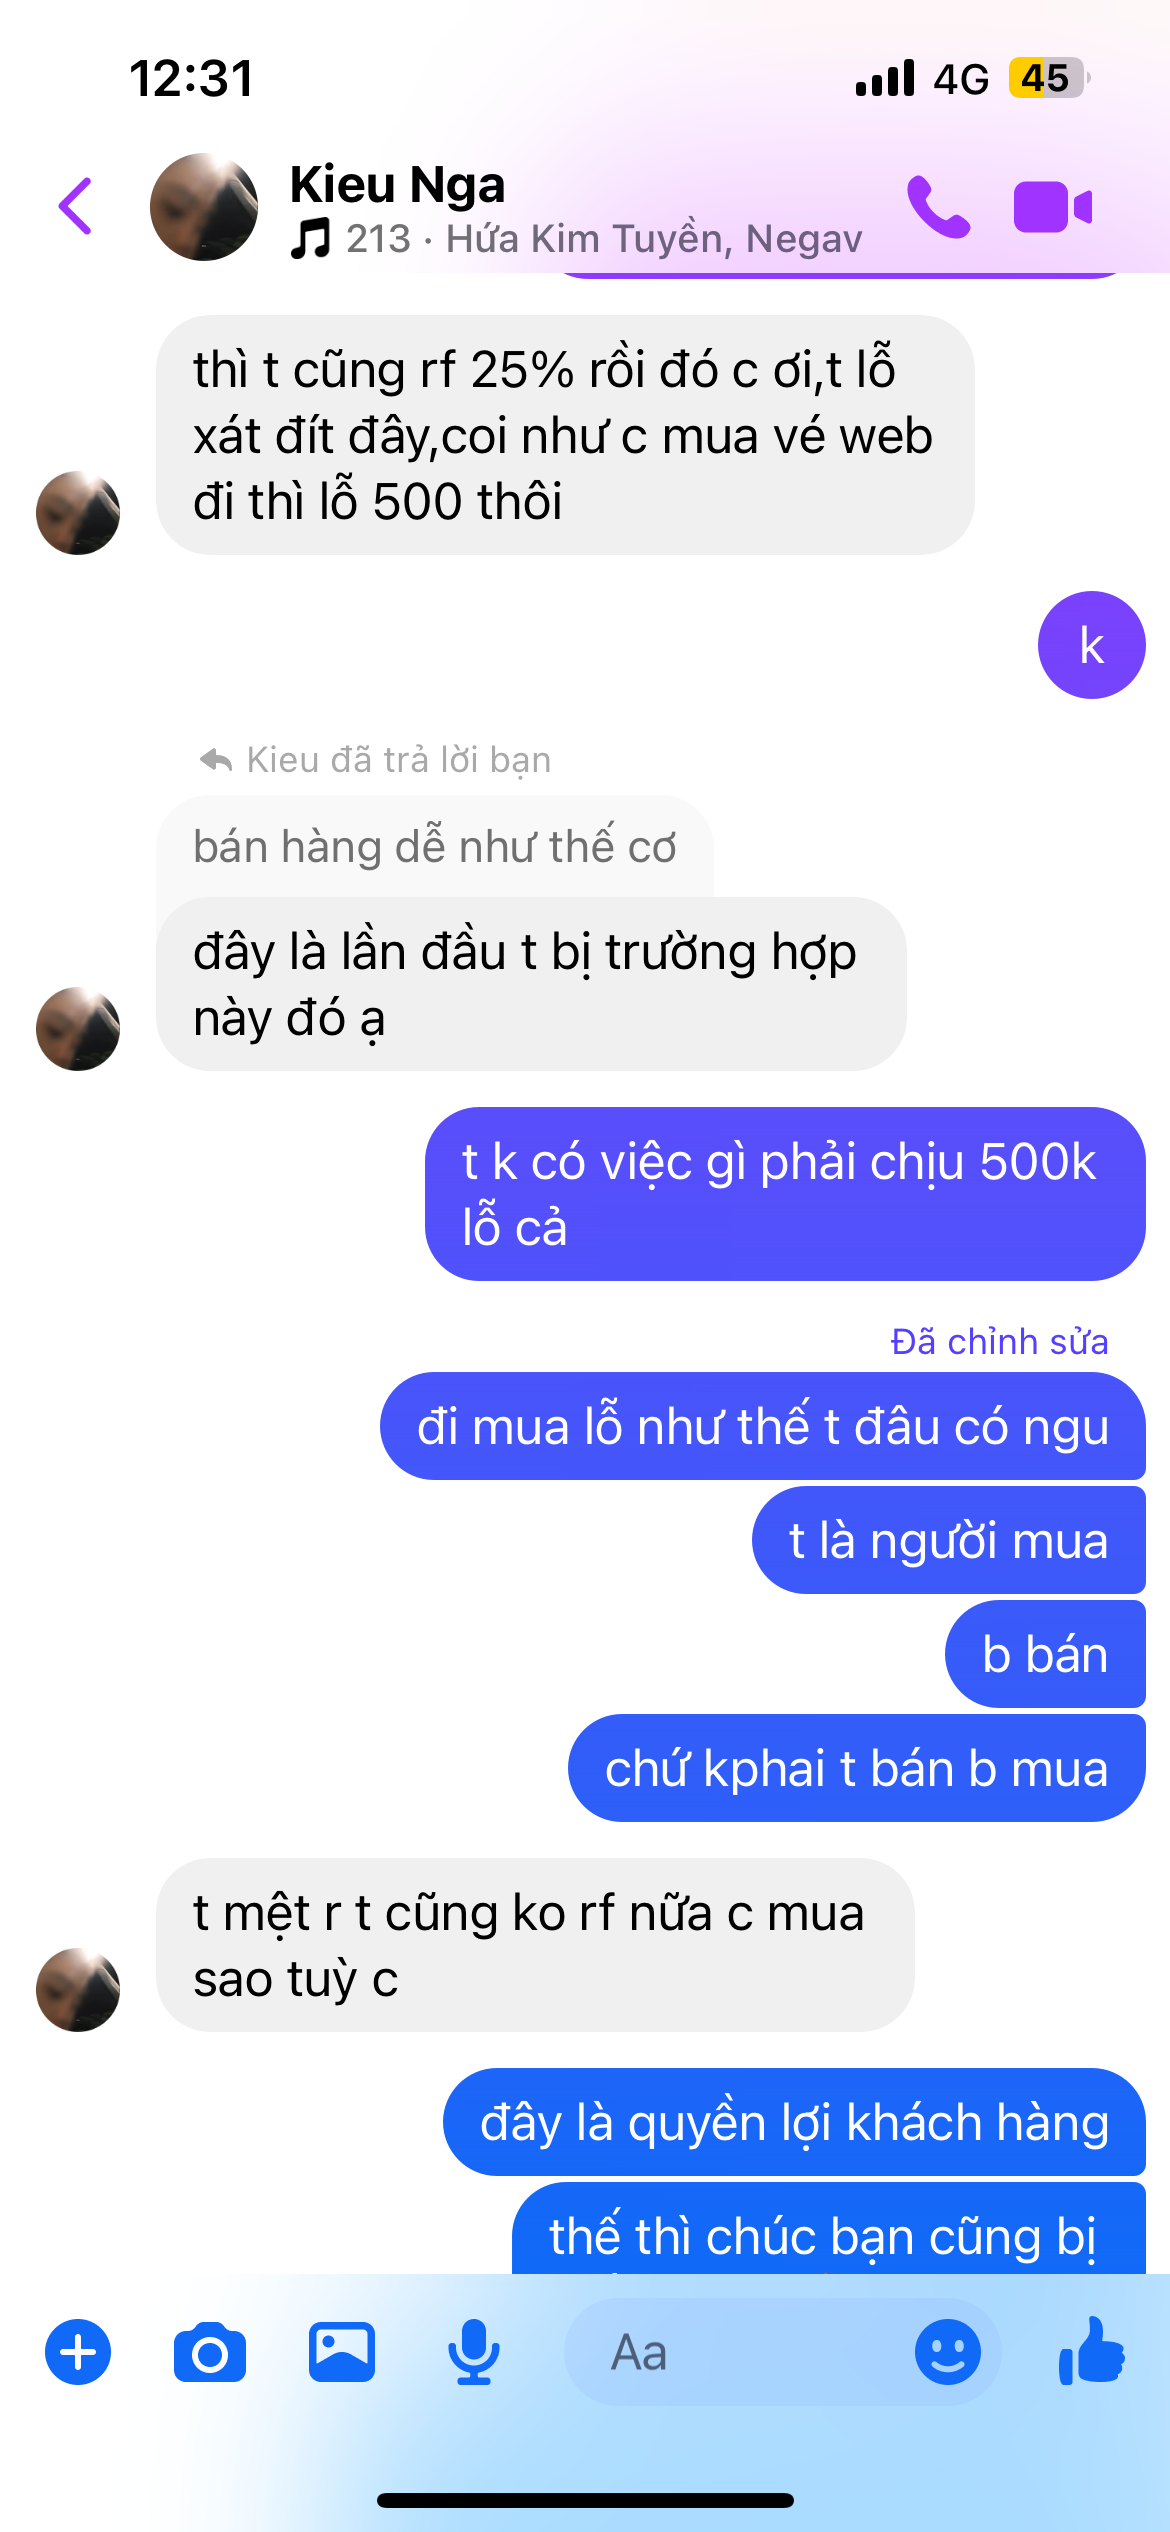 12:31
4G 45
Kieu Nga
213 · Hứa Kim Tuyền, Negav
thì t cũng rf 25% rồi đó c ơi,t lỗ
xát đít đây,coi như c mua vé web
đi thì lỗ 500 thôi
k
Kieu đã trả lời bạn
bán hàng dễ như thế cơ
đây là lần đầu t bị trường hợp
này đó ạ
t k có việc gì phải chịu 500k
lỗ cả
Đã chỉnh sửa
đi mua lỗ như thế t đâu có ngu
t là người mua
b bán
chứ kphai t bán b mua
t mệt r t cũng ko rf nữa c mua
sao tuỳ c
đây là quyền lợi khách hàng
thế thì chúc bạn cũng bị
Aa